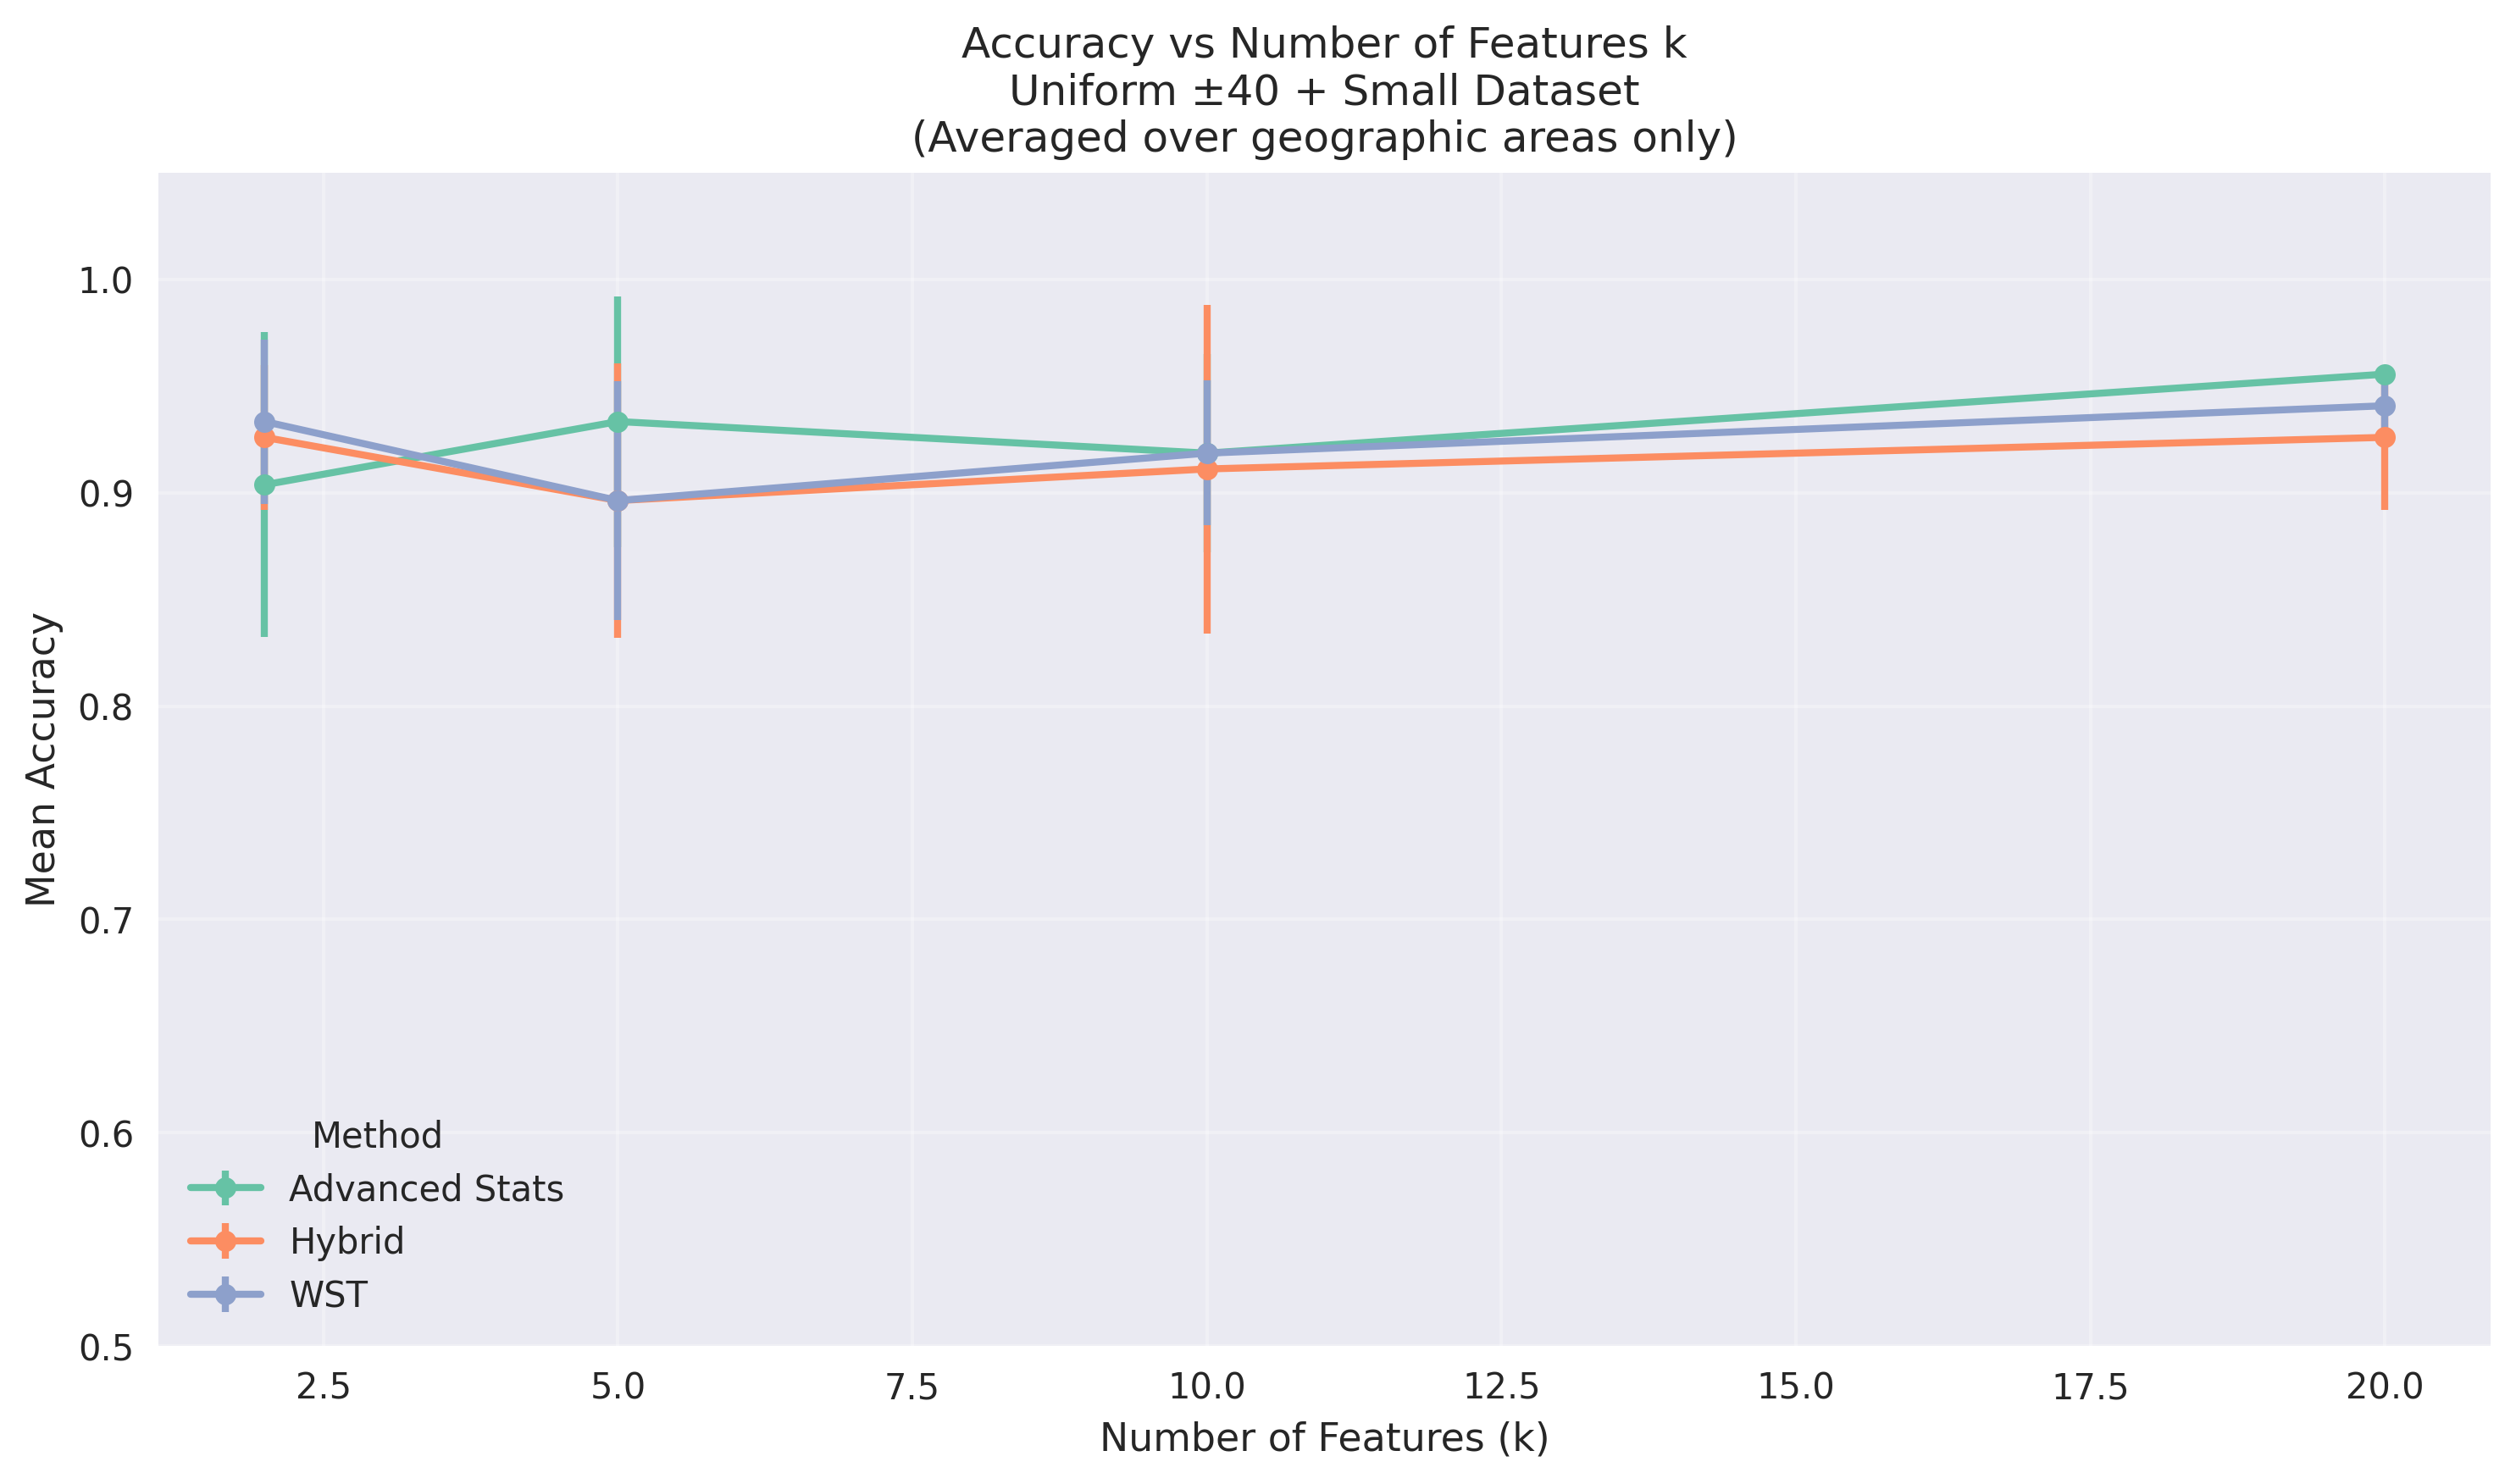 Accuracy vs Number of Features k
Uniform ±40 + Small Dataset
(Averaged over geographic areas only)
1.0
0.9
0.8
0.7
0.6
0.5
Mean Accuracy
Method
Advanced Stats
Hybrid
WST
2.5 5.0 7.5 10.0 12.5 15.0 17.5 20.0
Number of Features (k)